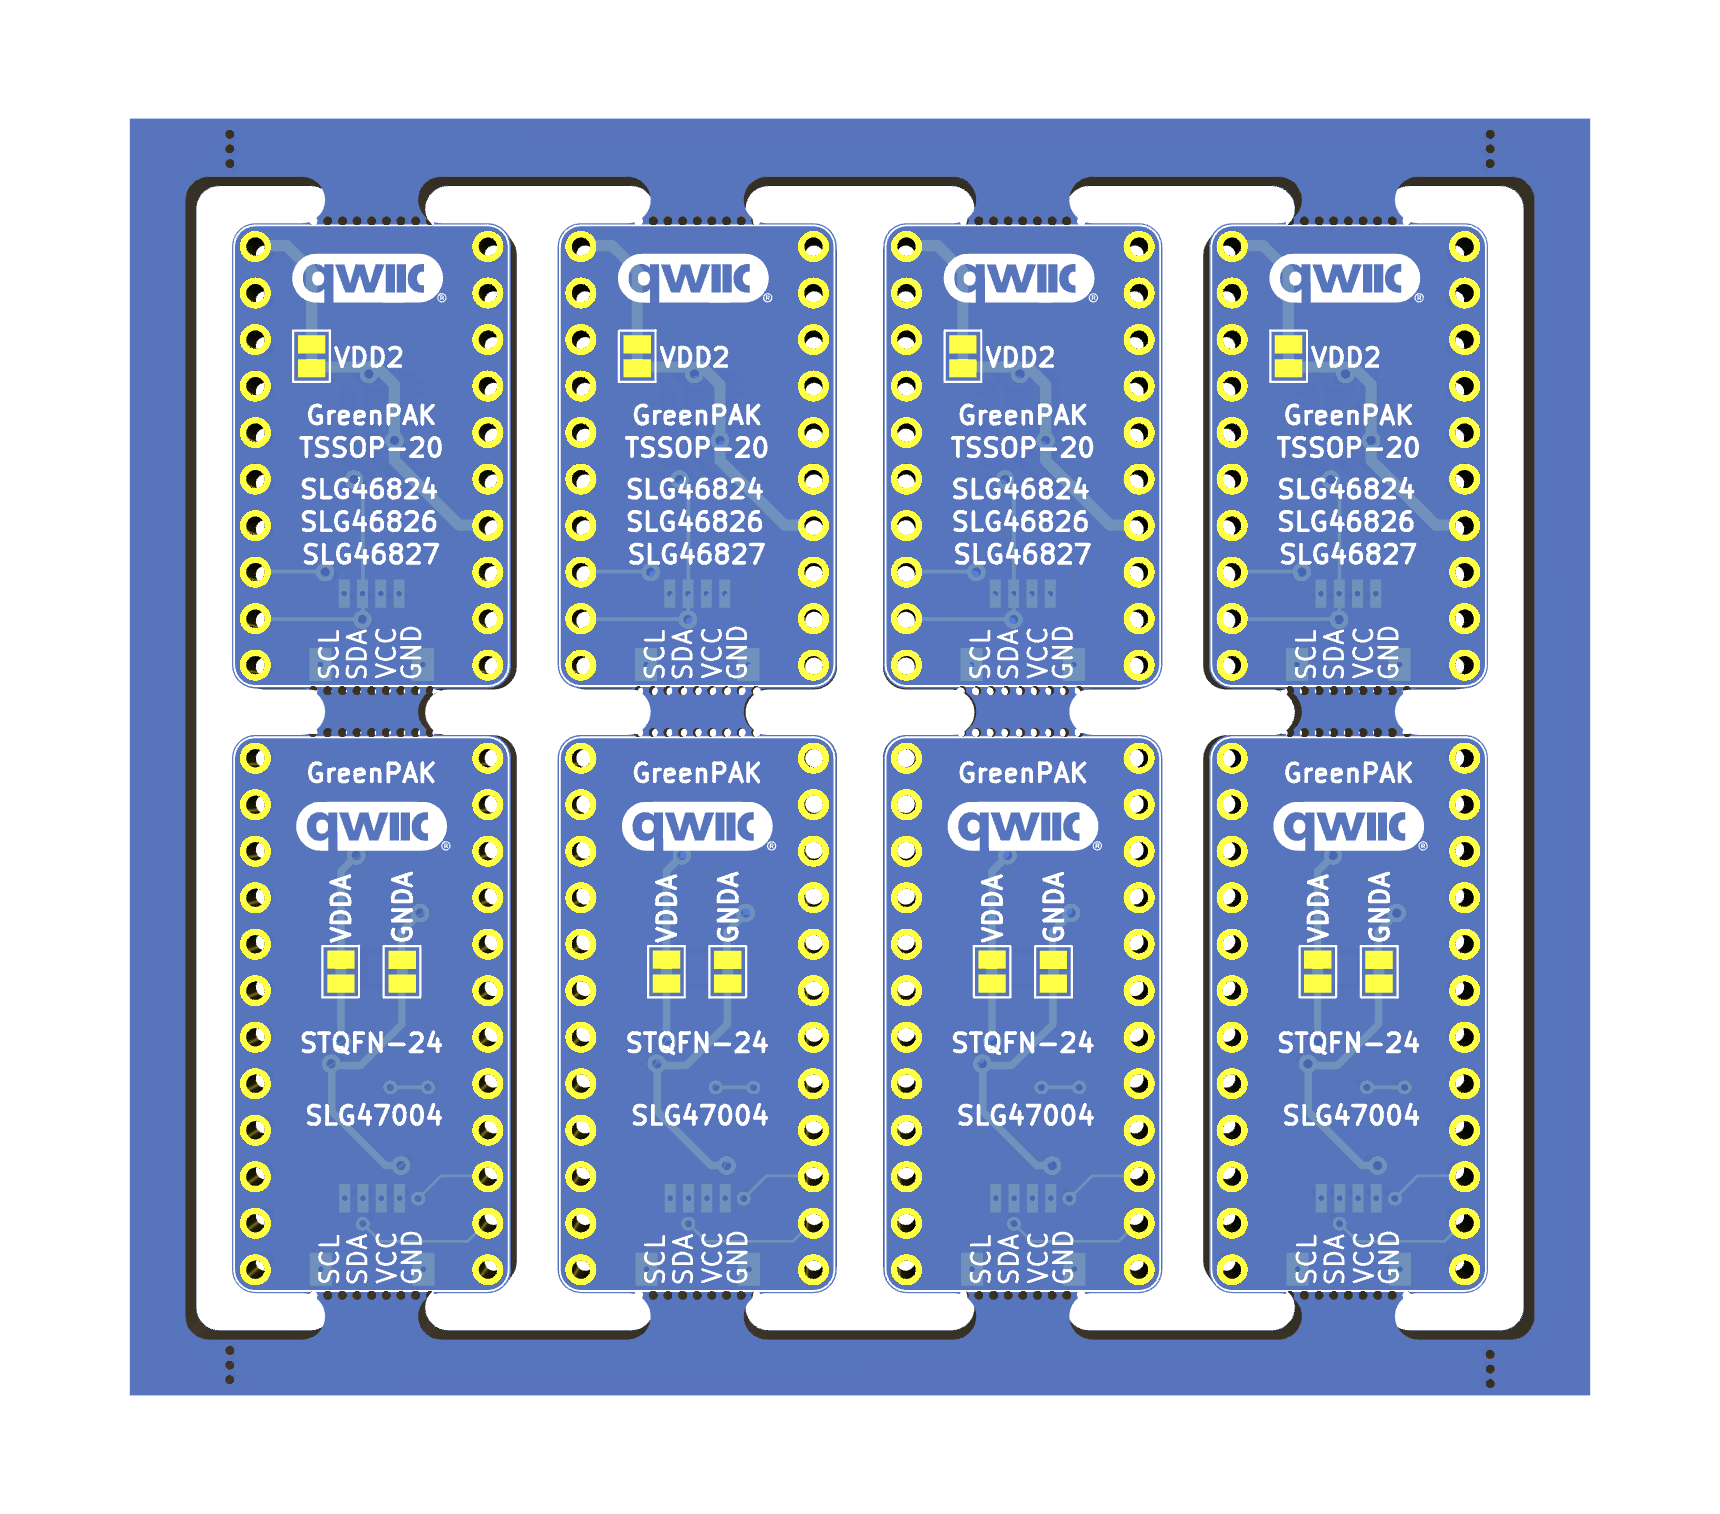 qwiic®
VDD2
GreenPAK
TSSOP-20
SLG46824
SLG46826
SLG46827
SCL
SDA
VCC
GND
qwiic®
VDD2
GreenPAK
TSSOP-20
SLG46824
SLG46826
SLG46827
SCL
SDA
VCC
GND
qwiic®
VDD2
GreenPAK
TSSOP-20
SLG46824
SLG46826
SLG46827
SCL
SDA
VCC
GND
qwiic®
VDD2
GreenPAK
TSSOP-20
SLG46824
SLG46826
SLG46827
SCL
SDA
VCC
GND
GreenPAK
qwiic®
VDDA
GNDA
STQFN-24
SLG47004
SCL
SDA
VCC
GND
GreenPAK
qwiic®
VDDA
GNDA
STQFN-24
SLG47004
SCL
SDA
VCC
GND
GreenPAK
qwiic®
VDDA
GNDA
STQFN-24
SLG47004
SCL
SDA
VCC
GND
GreenPAK
qwiic®
VDDA
GNDA
STQFN-24
SLG47004
SCL
SDA
VCC
GND